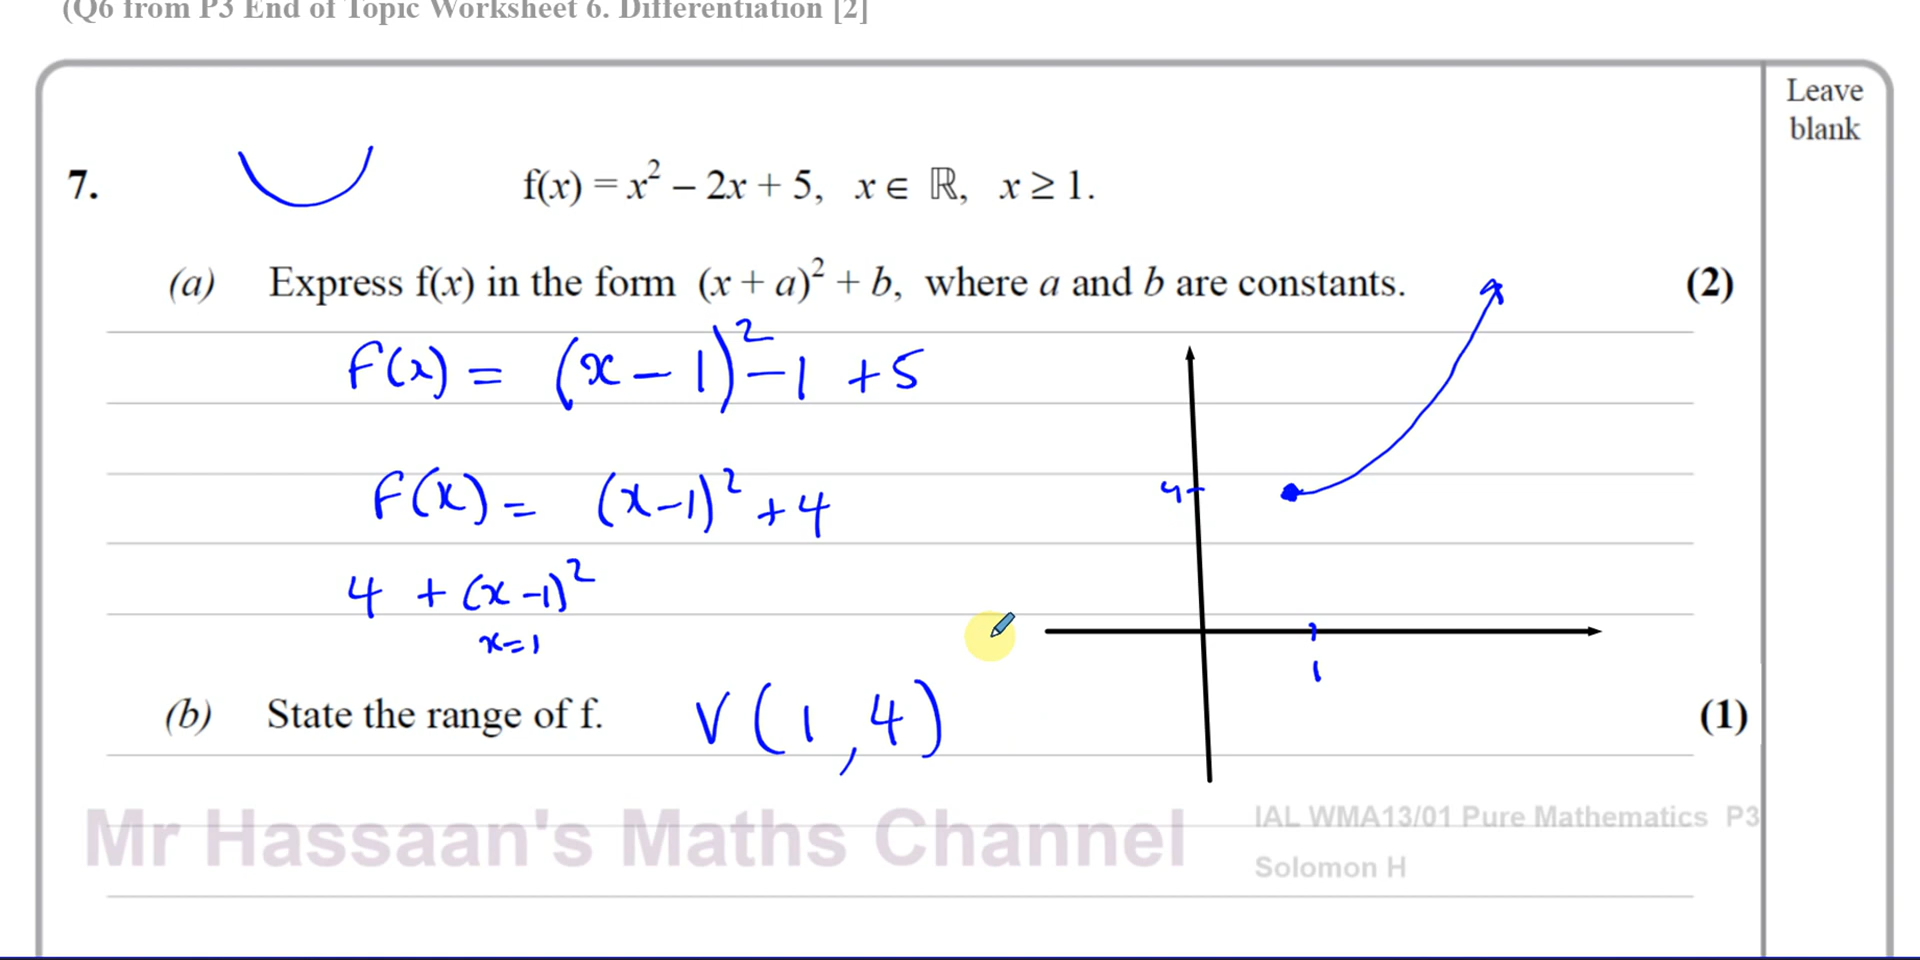 (Q6 from P3 End of Topic Worksheet 6. Differentiation [2]
Leave
blank
7. f(x) = x² – 2x + 5, x ∈ ℝ, x ≥ 1.
(a) Express f(x) in the form (x + a)² + b, where a and b are constants. (2)
f(x) = (x – 1)² – 1 + 5
f(x) = (x–1)² + 4
4
4 + (x–1)²
x=1
1
(b) State the range of f. V(1,4) (1)
Mr Hassaan's Maths Channel
IAL WMA13/01 Pure Mathematics P3
Solomon H